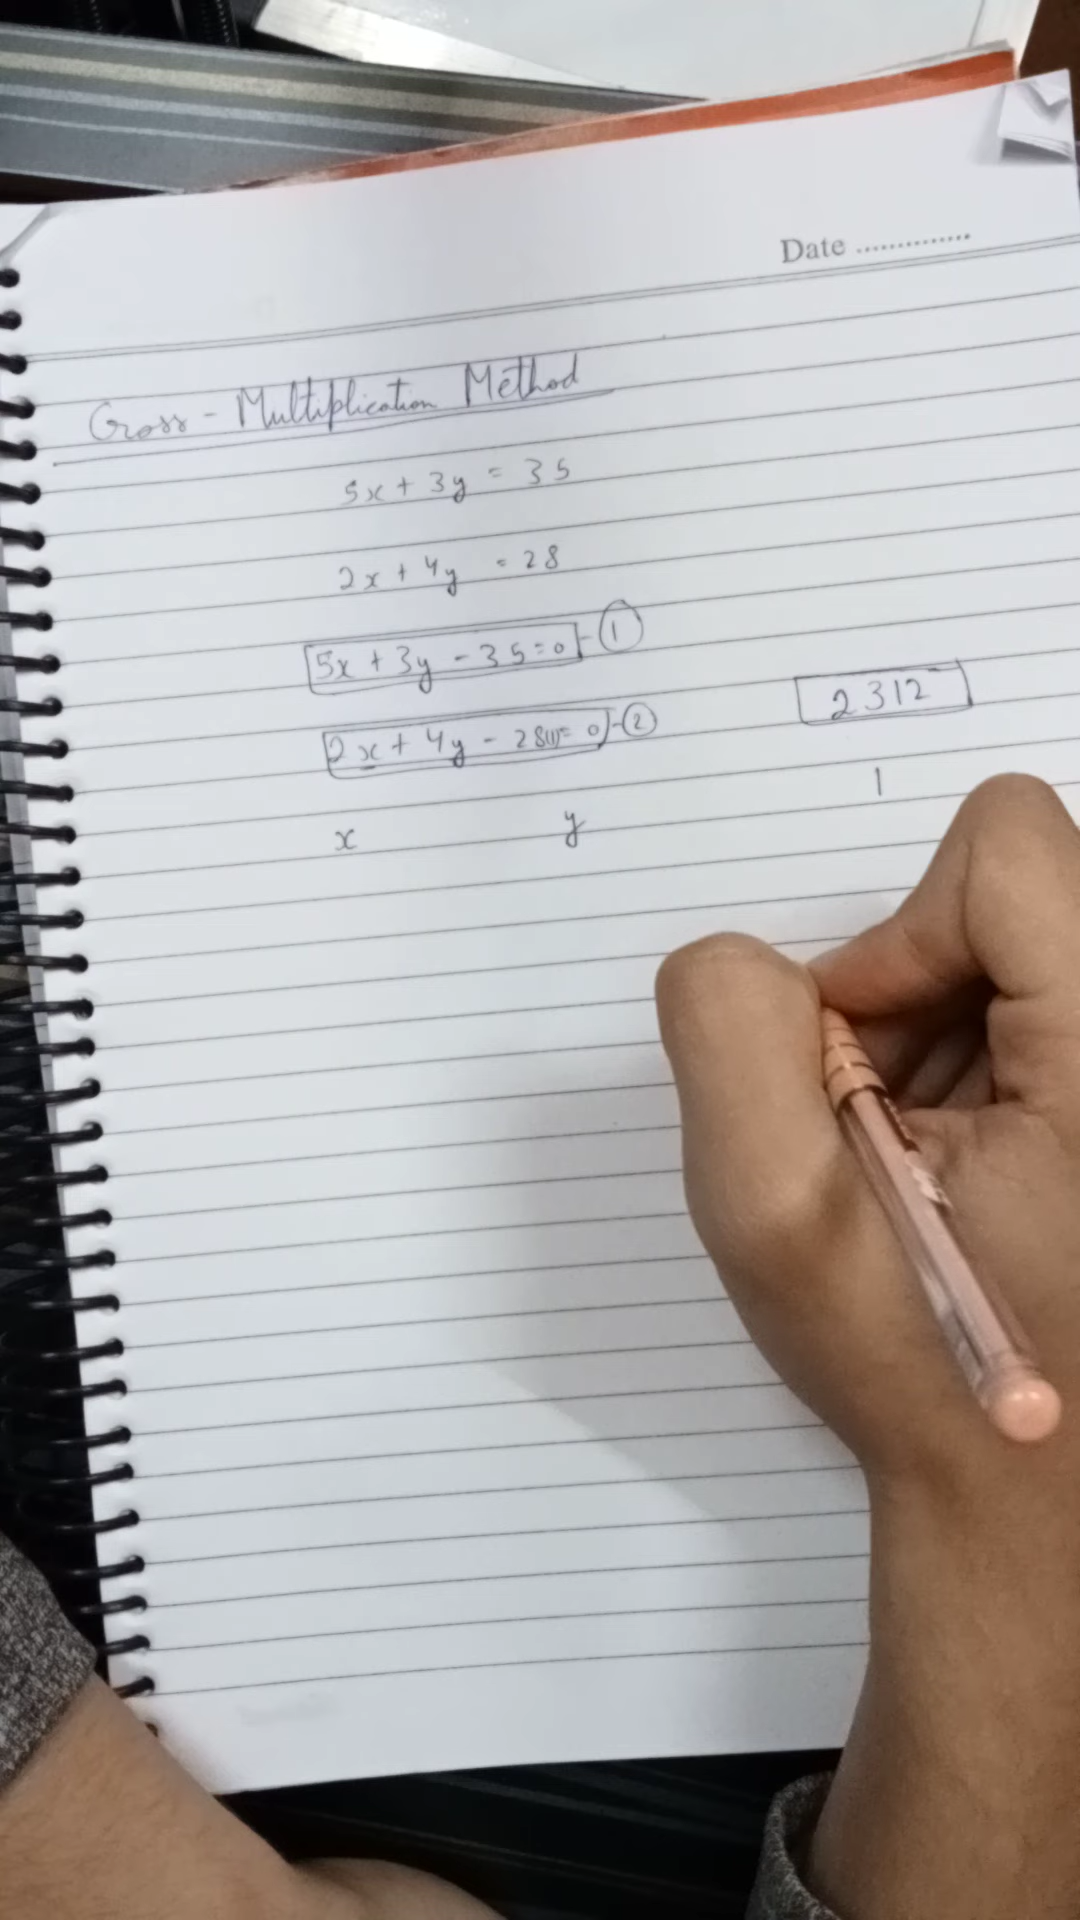 Date ..............
Cross - Multiplication Method
5x + 3y = 35
2x + 4y = 28
5x + 3y - 35 = 0 - 1
2x + 4y - 28(1) = 0 - 2
2312
x y 1